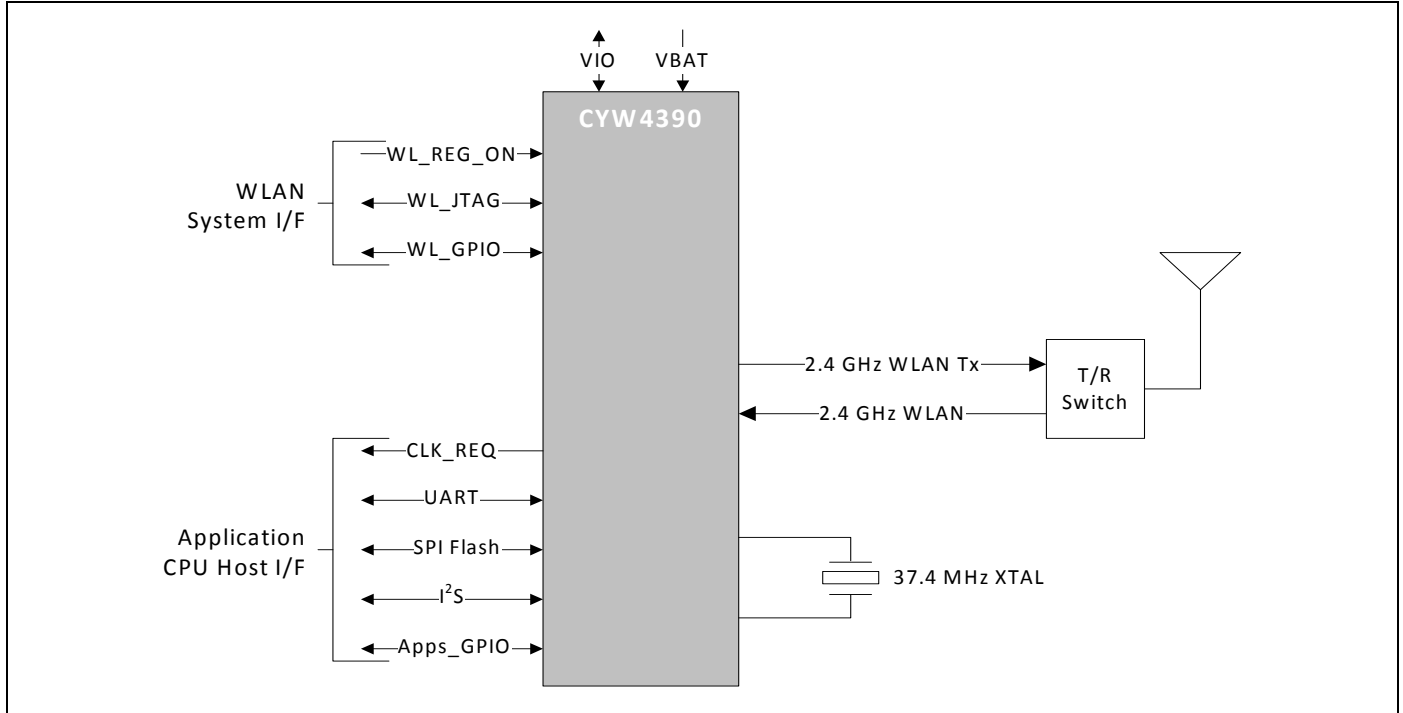 VIO VBAT
CYW4390
WL_REG_ON
WLAN
System I/F
WL_JTAG
WL_GPIO
2.4 GHz WLAN Tx
T/R
Switch
2.4 GHz WLAN
CLK_REQ
UART
Application
CPU Host I/F
SPI Flash
I²S
Apps_GPIO
37.4 MHz XTAL